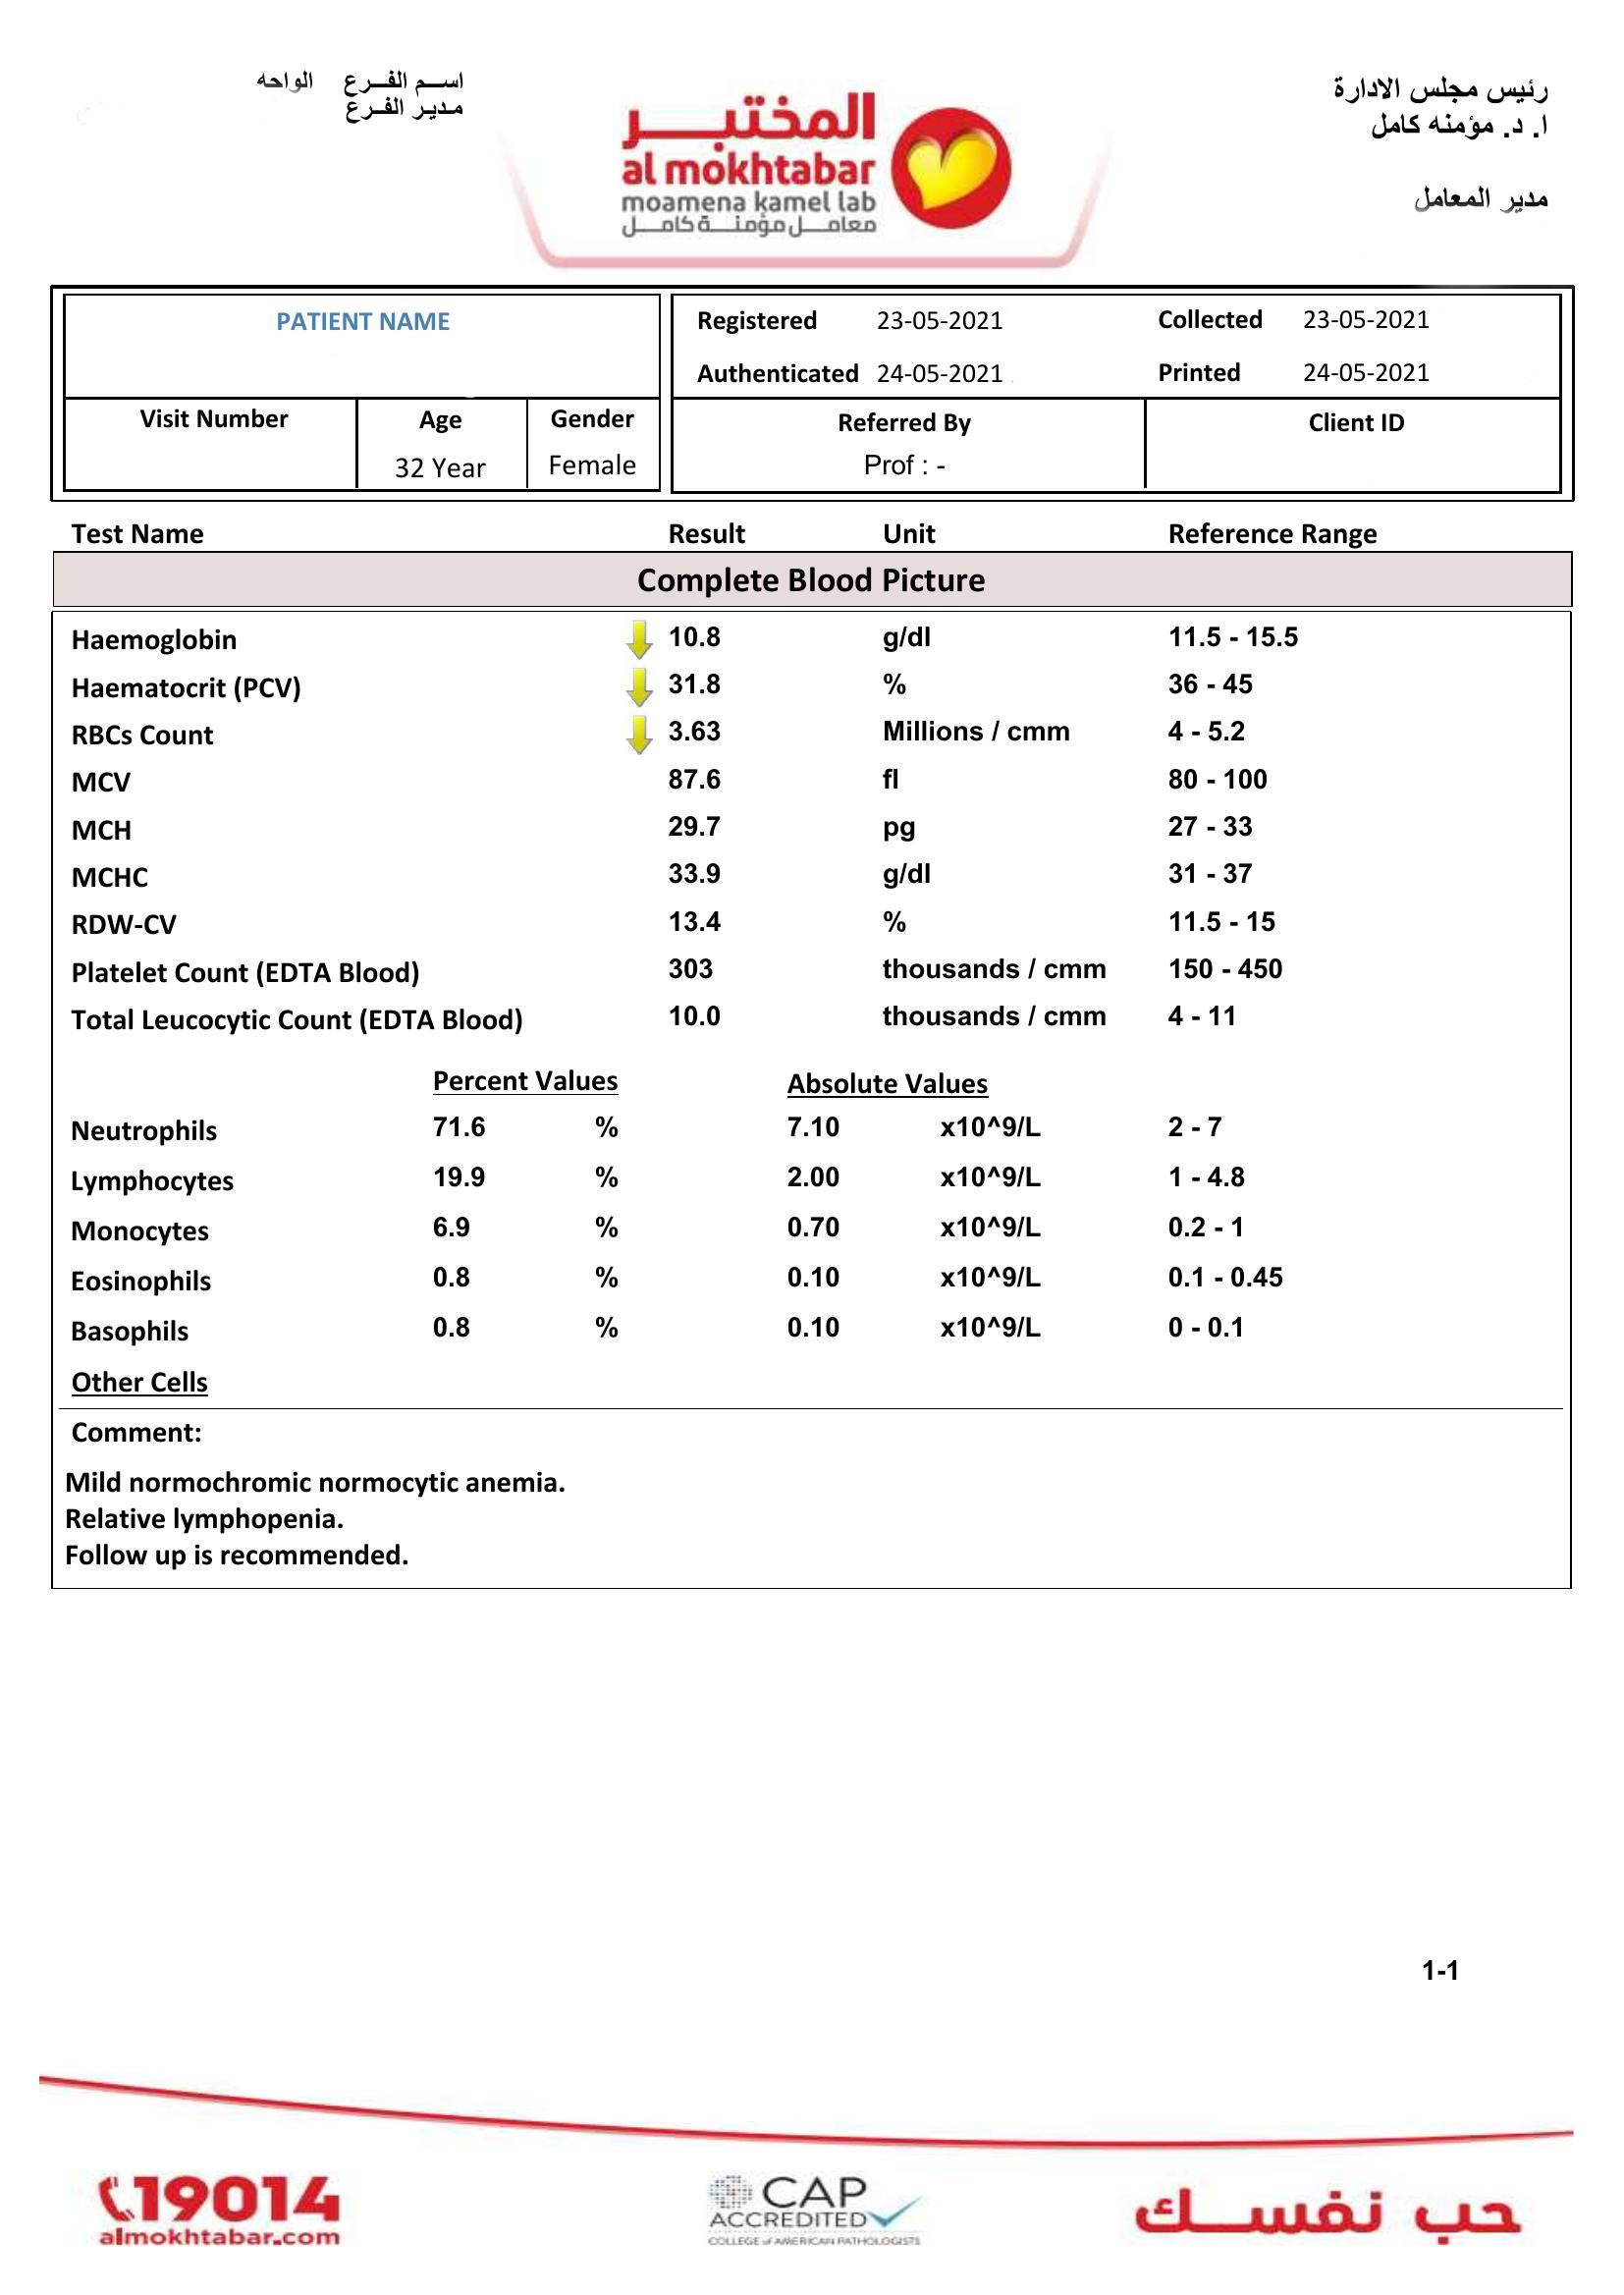 اسم الفرع الواحه
مدير الفرع
المختبر
al mokhtabar
moamena kamel lab
معامل مؤمنة كامل
رئيس مجلس الادارة
ا. د. مؤمنه كامل
مدير المعامل
PATIENT NAME
Registered 23-05-2021 Collected 23-05-2021
Authenticated 24-05-2021 Printed 24-05-2021
Visit Number Age Gender Referred By Client ID
32 Year Female Prof : -
Test Name Result Unit Reference Range
Complete Blood Picture
Haemoglobin 10.8 g/dl 11.5 - 15.5
Haematocrit (PCV) 31.8 % 36 - 45
RBCs Count 3.63 Millions / cmm 4 - 5.2
MCV 87.6 fl 80 - 100
MCH 29.7 pg 27 - 33
MCHC 33.9 g/dl 31 - 37
RDW-CV 13.4 % 11.5 - 15
Platelet Count (EDTA Blood) 303 thousands / cmm 150 - 450
Total Leucocytic Count (EDTA Blood) 10.0 thousands / cmm 4 - 11
Percent Values Absolute Values
Neutrophils 71.6 % 7.10 x10^9/L 2 - 7
Lymphocytes 19.9 % 2.00 x10^9/L 1 - 4.8
Monocytes 6.9 % 0.70 x10^9/L 0.2 - 1
Eosinophils 0.8 % 0.10 x10^9/L 0.1 - 0.45
Basophils 0.8 % 0.10 x10^9/L 0 - 0.1
Other Cells
Comment:
Mild normochromic normocytic anemia.
Relative lymphopenia.
Follow up is recommended.
1-1
19014
almokhtabar.com
CAP
ACCREDITED
COLLEGE of AMERICAN PATHOLOGISTS
حب نفسك